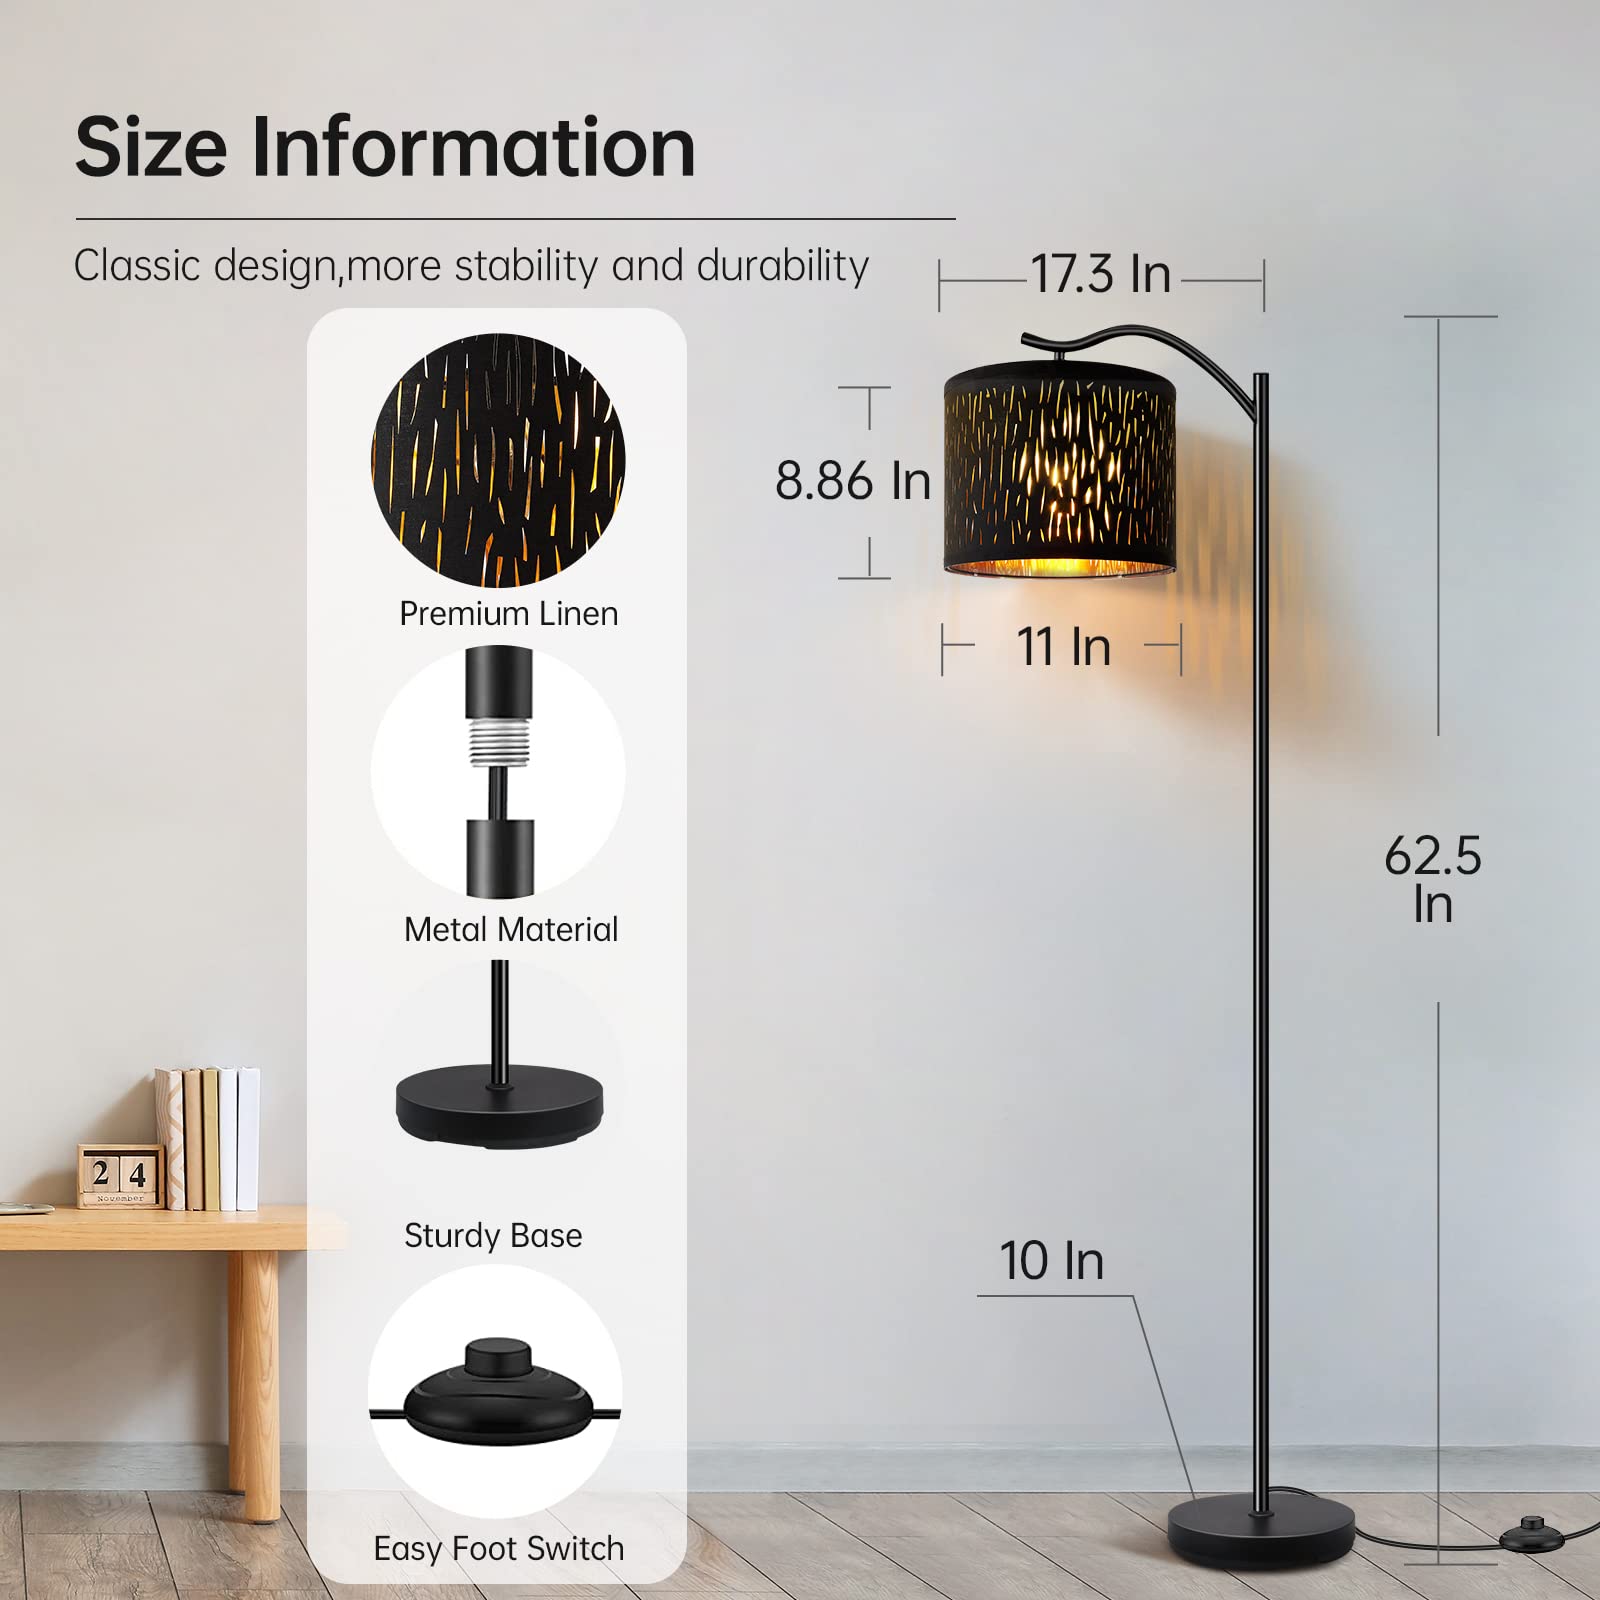 Size Information
Classic design,more stability and durability
17.3 In
8.86 In
11 In
62.5
In
10 In
Premium Linen
Metal Material
Sturdy Base
Easy Foot Switch
2 4
November